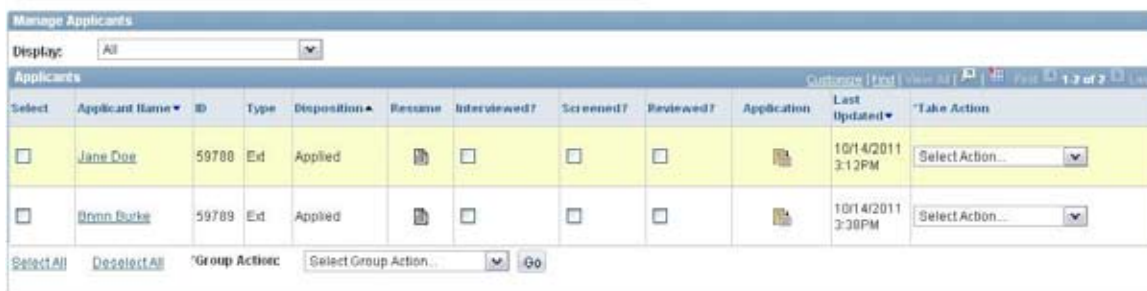 Manage Applicants
Display: All
Applicants Customize | Find | View All | First 1-2 of 2
Select Applicant Name ID Type Disposition Resume Interviewed? Screened? Reviewed? Application Last Updated *Take Action
Jane Doe 59788 Ext Applied 10/14/2011 3:12PM Select Action...
Burke 59789 Ext Applied 10/14/2011 3:38PM Select Action...
Select All Deselect All *Group Action: Select Group Action... Go